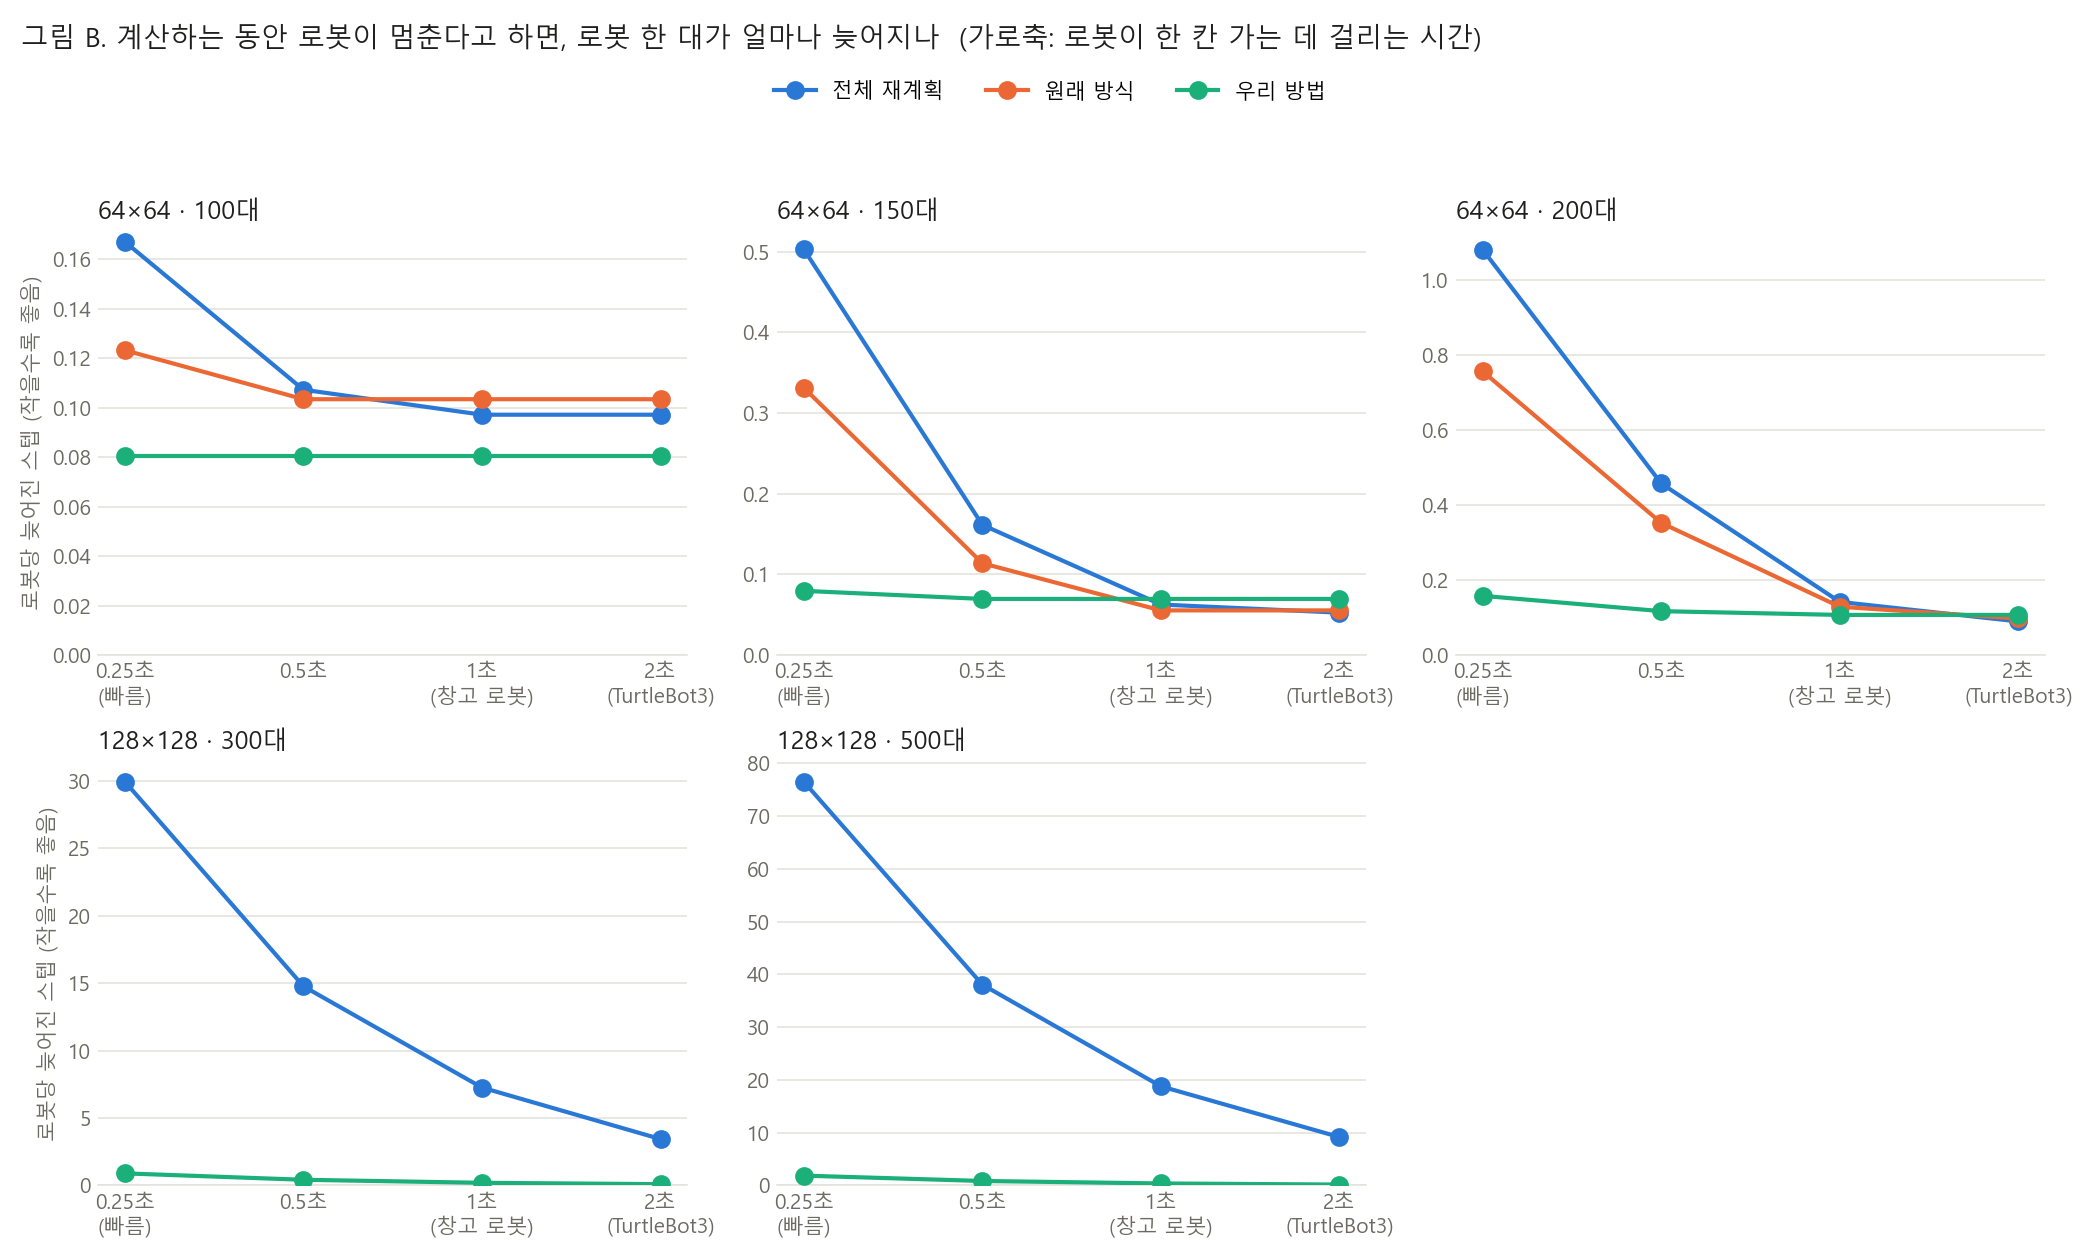 그림 B. 계산하는 동안 로봇이 멈춘다고 하면, 로봇 한 대가 얼마나 늦어지나 (가로축: 로봇이 한 칸 가는 데 걸리는 시간)
전체 재계획 원래 방식 우리 방법
64×64 · 100대
로봇당 늦어진 스텝 (작을수록 좋음)
0.16
0.14
0.12
0.10
0.08
0.06
0.04
0.02
0.00
0.25초 0.5초 1초 2초
(빠름) (창고 로봇) (TurtleBot3)
64×64 · 150대
0.5
0.4
0.3
0.2
0.1
0.0
0.25초 0.5초 1초 2초
(빠름) (창고 로봇) (TurtleBot3)
64×64 · 200대
1.0
0.8
0.6
0.4
0.2
0.0
0.25초 0.5초 1초 2초
(빠름) (창고 로봇) (TurtleBot3)
128×128 · 300대
로봇당 늦어진 스텝 (작을수록 좋음)
30
25
20
15
10
5
0
0.25초 0.5초 1초 2초
(빠름) (창고 로봇) (TurtleBot3)
128×128 · 500대
80
70
60
50
40
30
20
10
0
0.25초 0.5초 1초 2초
(빠름) (창고 로봇) (TurtleBot3)